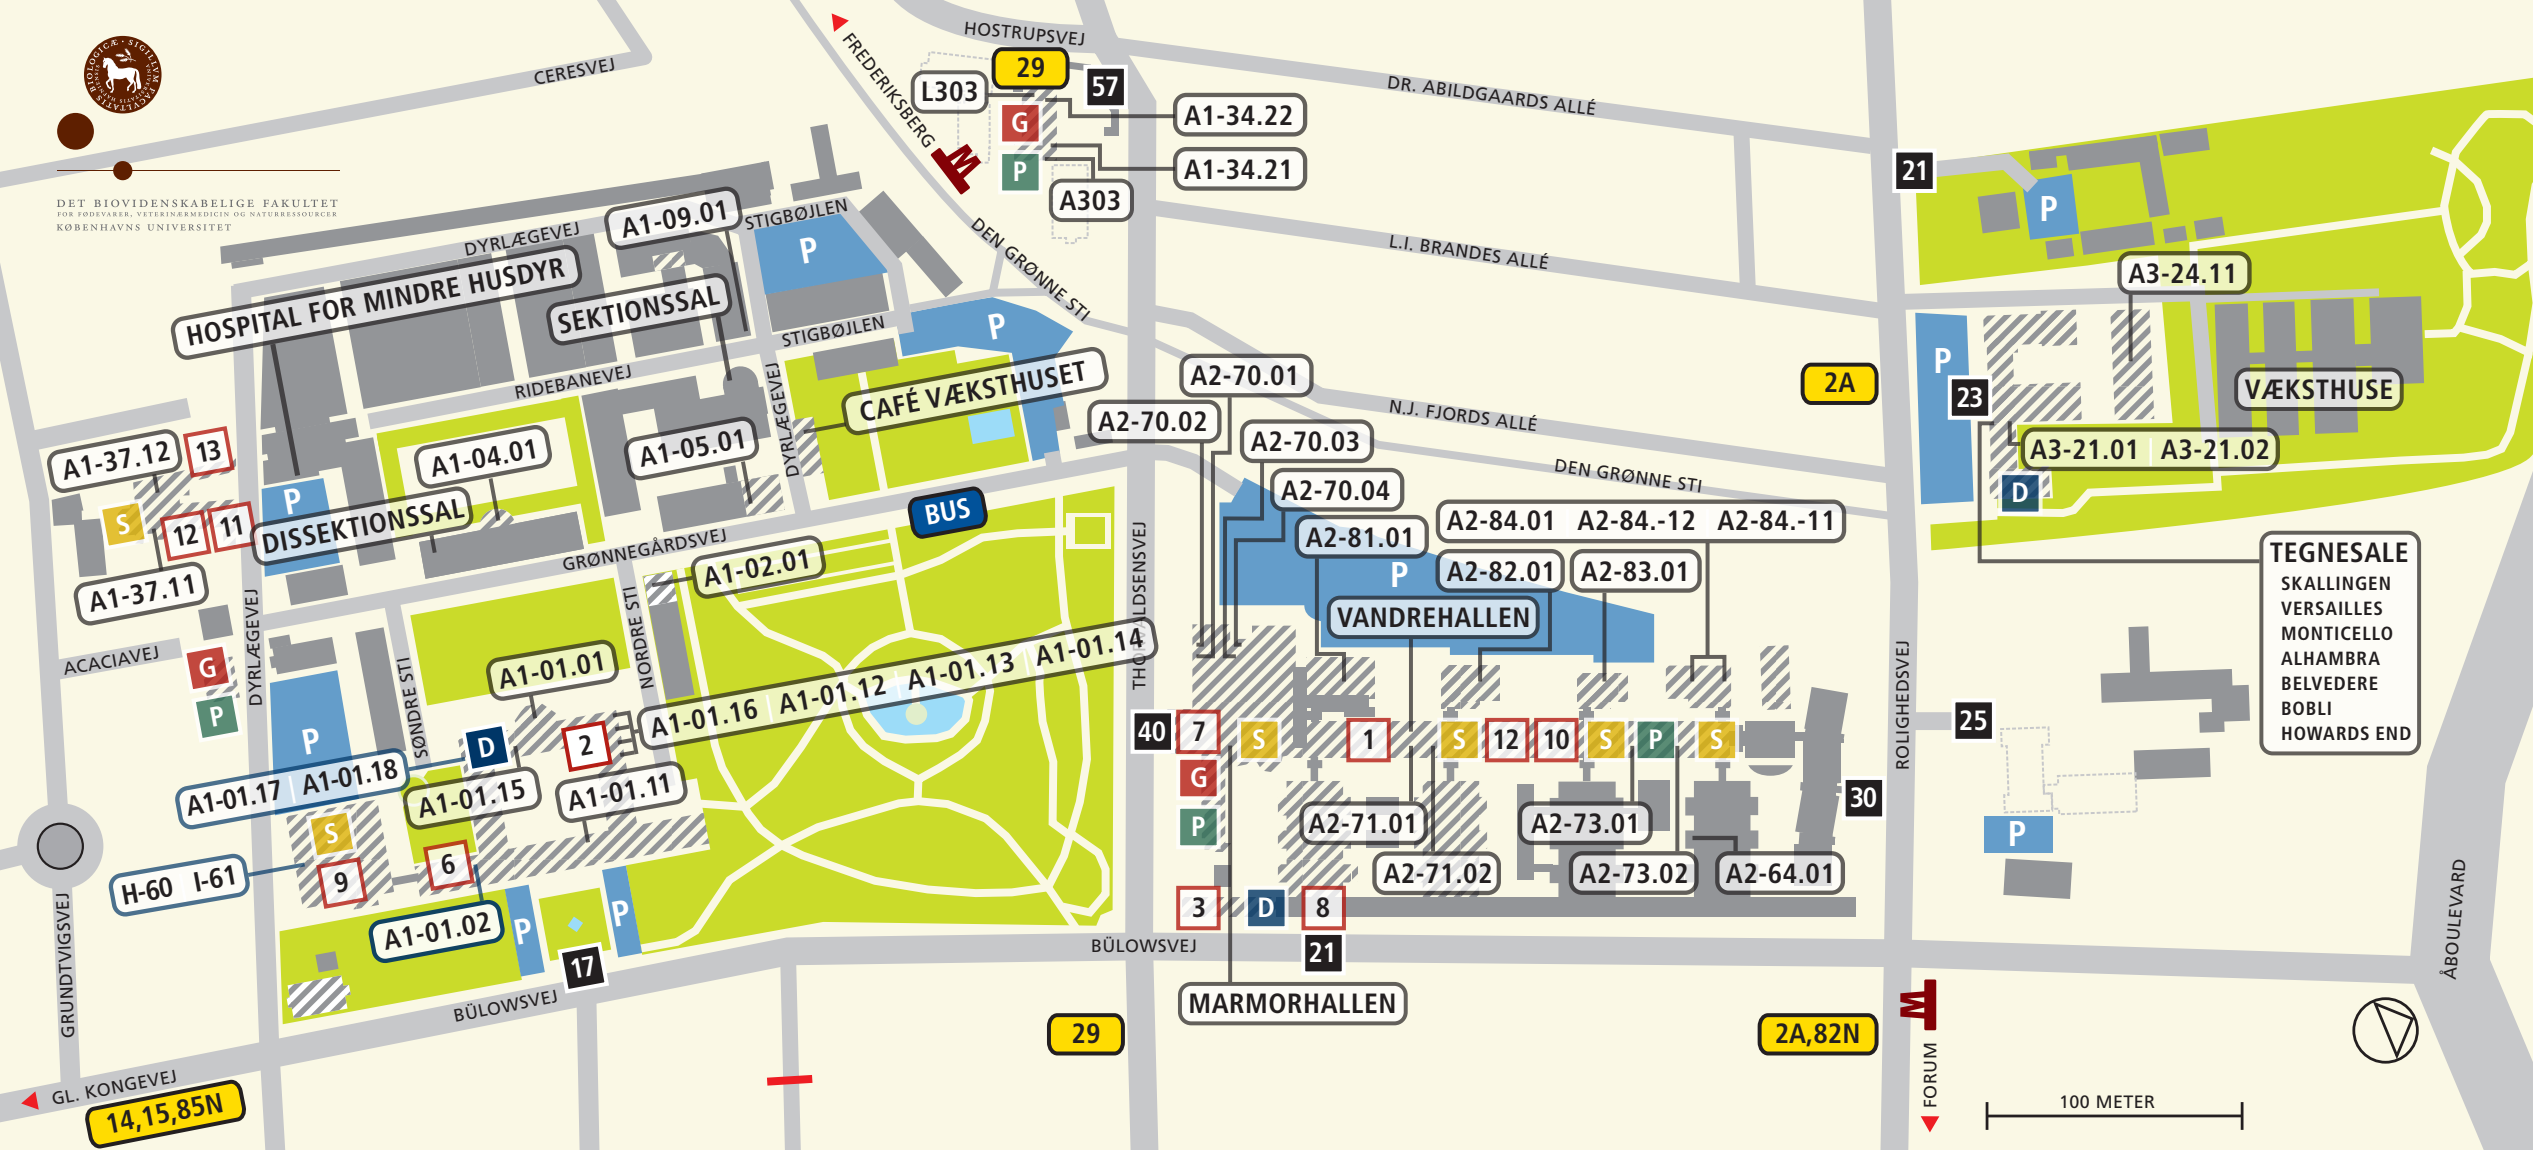 SIGILLVM FACVLTATIS BIOLOGICÆ
VNIVERSITATIS HAFNIENSIS
DET BIOVIDENSKABELIGE FAKULTET
FOR FØDEVARER, VETERINÆRMEDICIN OG NATURRESSOURCER
KØBENHAVNS UNIVERSITET
CERESVEJ
FREDERIKSBERG
M
HOSTRUPSVEJ
29
L303
57
G
P
A1-34.22
A1-34.21
A303
DR. ABILDGAARDS ALLÉ
L.I. BRANDES ALLÉ
21
P
A3-24.11
DYRLÆGEVEJ
A1-09.01
STIGBØJLEN
P
DEN GRØNNE STI
HOSPITAL FOR MINDRE HUSDYR
SEKTIONSSAL
STIGBØJLEN
P
RIDEBANEVEJ
DYRLÆGEVEJ
CAFÉ VÆKSTHUSET
A2-70.01
A2-70.02
A2-70.03
A2-70.04
N.J. FJORDS ALLÉ
DEN GRØNNE STI
2A
P
23
VÆKSTHUSE
A3-21.01 A3-21.02
D
A1-37.12
13
S
12
11
A1-37.11
P
DISSEKTIONSSAL
A1-04.01
A1-05.01
BUS
GRØNNEGÅRDSVEJ
A1-02.01
THORVALDSENSVEJ
A2-81.01
A2-84.01 A2-84.-12 A2-84.-11
P
A2-82.01
A2-83.01
VANDREHALLEN
TEGNESALE
SKALLINGEN
VERSAILLES
MONTICELLO
ALHAMBRA
BELVEDERE
BOBLI
HOWARDS END
ACACIAVEJ
G
P
DYRLÆGEVEJ
P
SØNDRE STI
NORDRE STI
A1-01.01
A1-01.16 A1-01.12 A1-01.13 A1-01.14
D
2
A1-01.17 A1-01.18
A1-01.15
A1-01.11
S
9
6
H-60 I-61
A1-01.02
P
P
17
40
7
S
1
S
12
10
S
P
S
G
P
30
ROLIGHEDSVEJ
25
P
A2-71.01
A2-73.01
A2-71.02
A2-73.02
A2-64.01
3
D
8
21
BÜLOWSVEJ
BÜLOWSVEJ
MARMORHALLEN
29
2A,82N
M
FORUM
ÅBOULEVARD
GRUNDTVIGSVEJ
GL. KONGEVEJ
14,15,85N
100 METER